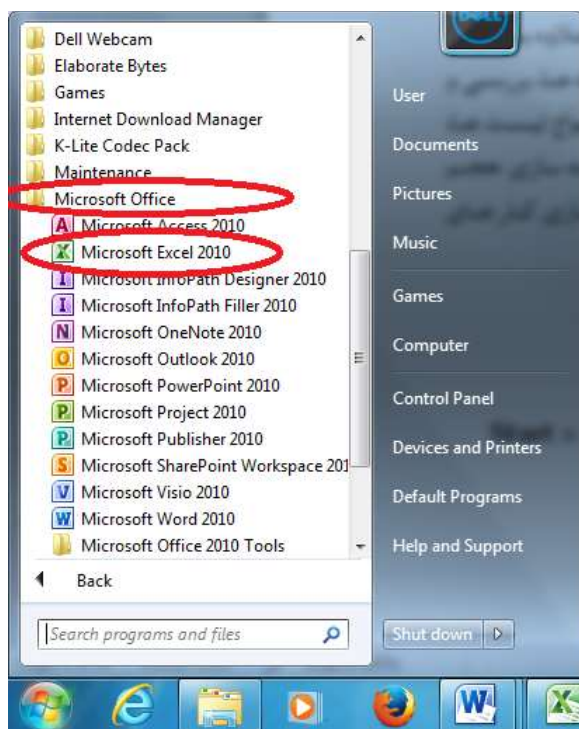 Dell Webcam
Elaborate Bytes
Games
Internet Download Manager
K-Lite Codec Pack
Maintenance
Microsoft Office
Microsoft Access 2010
Microsoft Excel 2010
Microsoft InfoPath Designer 2010
Microsoft InfoPath Filler 2010
Microsoft OneNote 2010
Microsoft Outlook 2010
Microsoft PowerPoint 2010
Microsoft Project 2010
Microsoft Publisher 2010
Microsoft SharePoint Workspace 201
Microsoft Visio 2010
Microsoft Word 2010
Microsoft Office 2010 Tools
Back
Search programs and files
DELL
User
Documents
Pictures
Music
Games
Computer
Control Panel
Devices and Printers
Default Programs
Help and Support
Shut down